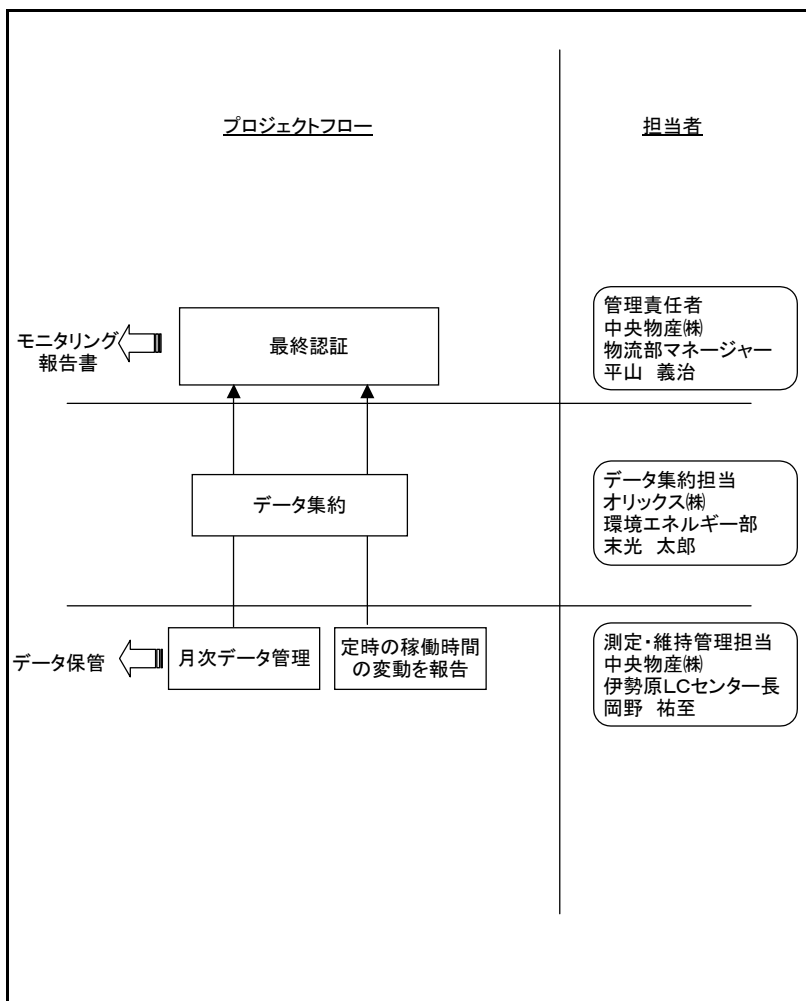 プロジェクトフロー
担当者
モニタリング
報告書
最終認証
管理責任者
中央物産㈱
物流部マネージャー
平山 義治
データ集約
データ集約担当
オリックス㈱
環境エネルギー部
末光 太郎
データ保管
月次データ管理
定時の稼働時間
の変動を報告
測定・維持管理担当
中央物産㈱
伊勢原LCセンター長
岡野 祐至